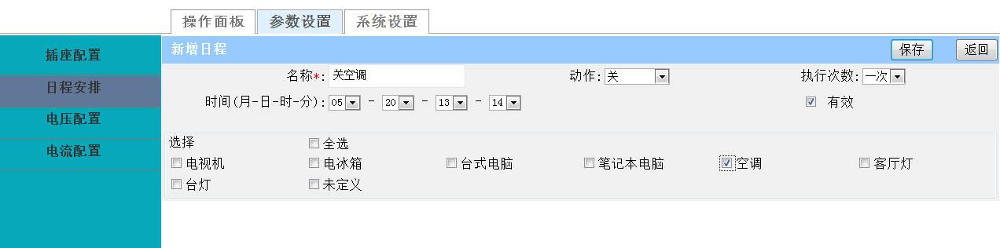 操作面板 参数设置 系统设置
插座配置
日程安排
电压配置
电流配置
新增日程 保存 返回
名称*: 关空调 动作: 关 执行次数: 一次
时间(月-日-时-分): 05 - 20 - 13 - 14 有效
选择 全选
电视机 电冰箱 台式电脑 笔记本电脑 空调 客厅灯
台灯 未定义